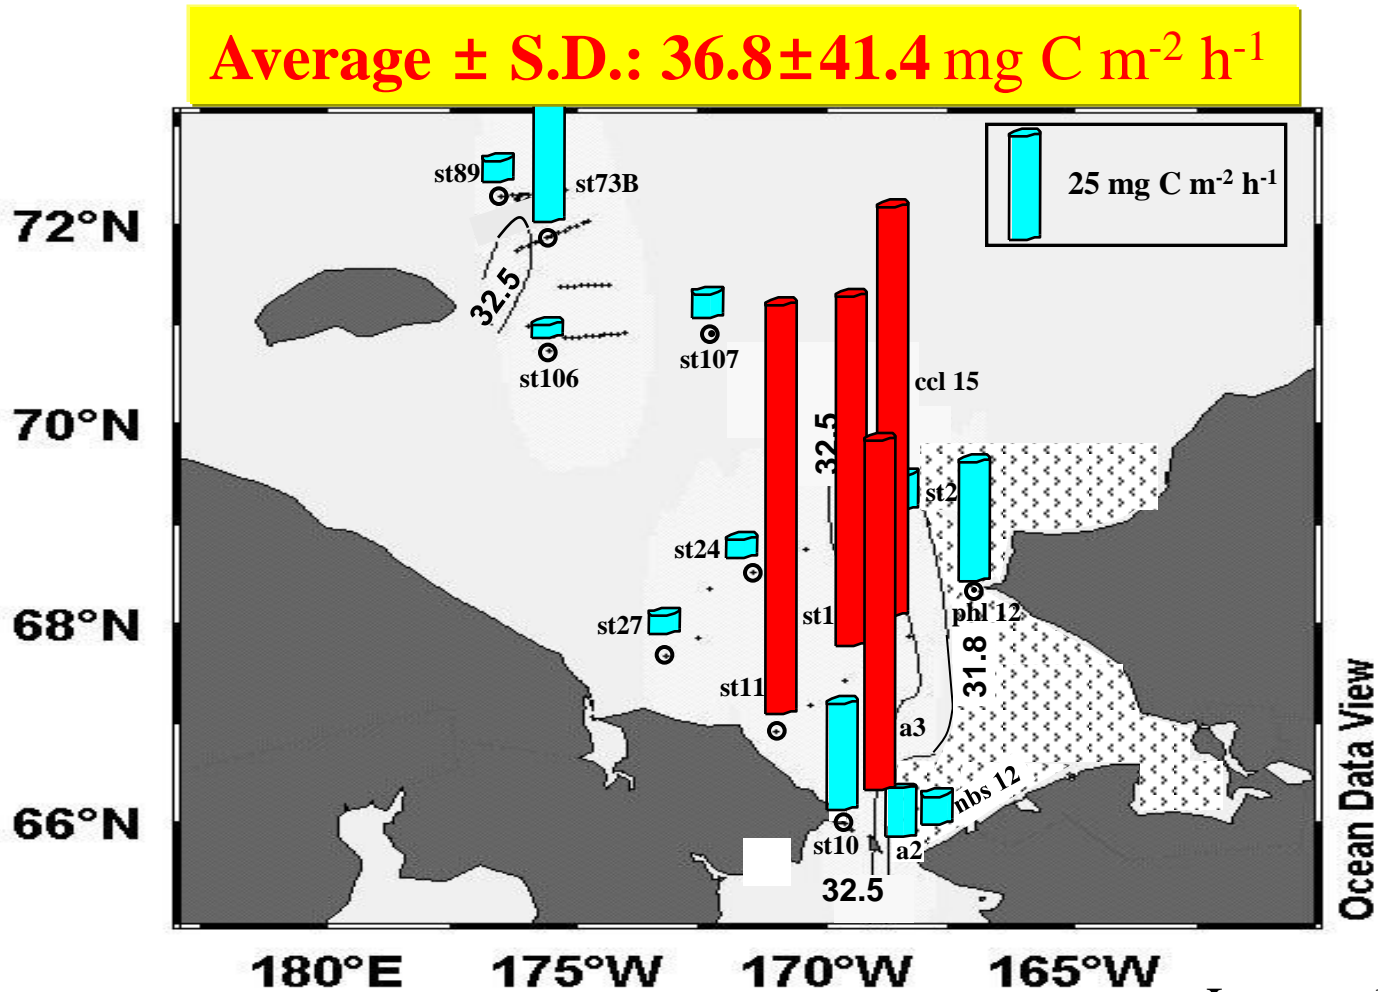 Average ± S.D.: 36.8±41.4 mg C m-2 h-1
25 mg C m-2 h-1
st89
st73B
72°N
32.5
st107
st106
ccl 15
70°N
32.5
st2
st24
phl 12
st1
68°N
st27
31.8
st11
a3
nbs 12
66°N
st10
a2
32.5
Ocean Data View
180°E 175°W 170°W 165°W